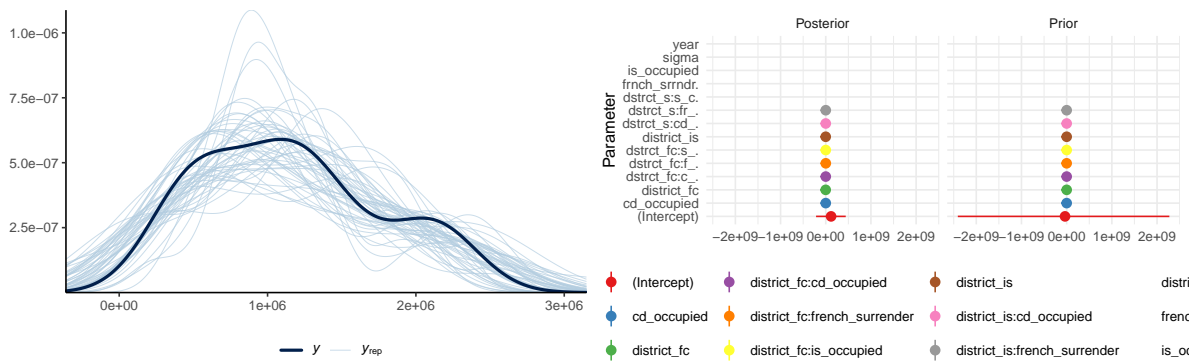 1.0e−06
7.5e−07
5.0e−07
2.5e−07
0e+00
1e+06
2e+06
3e+06
y
yrep
Posterior
Prior
Parameter
year
sigma
is_occupied
frnch_srrndr.
dstrct_s:s_c.
dstrct_s:fr_.
dstrct_s:cd_.
district_is
dstrct_fc:s_.
dstrct_fc:f_.
dstrct_fc:c_.
district_fc
cd_occupied
(Intercept)
−2e+09
−1e+09
0e+00
1e+09
2e+09
−2e+09
−1e+09
0e+00
1e+09
2e+09
(Intercept)
district_fc:cd_occupied
district_is
distri
cd_occupied
district_fc:french_surrender
district_is:cd_occupied
frenc
district_fc
district_fc:is_occupied
district_is:french_surrender
is_oc